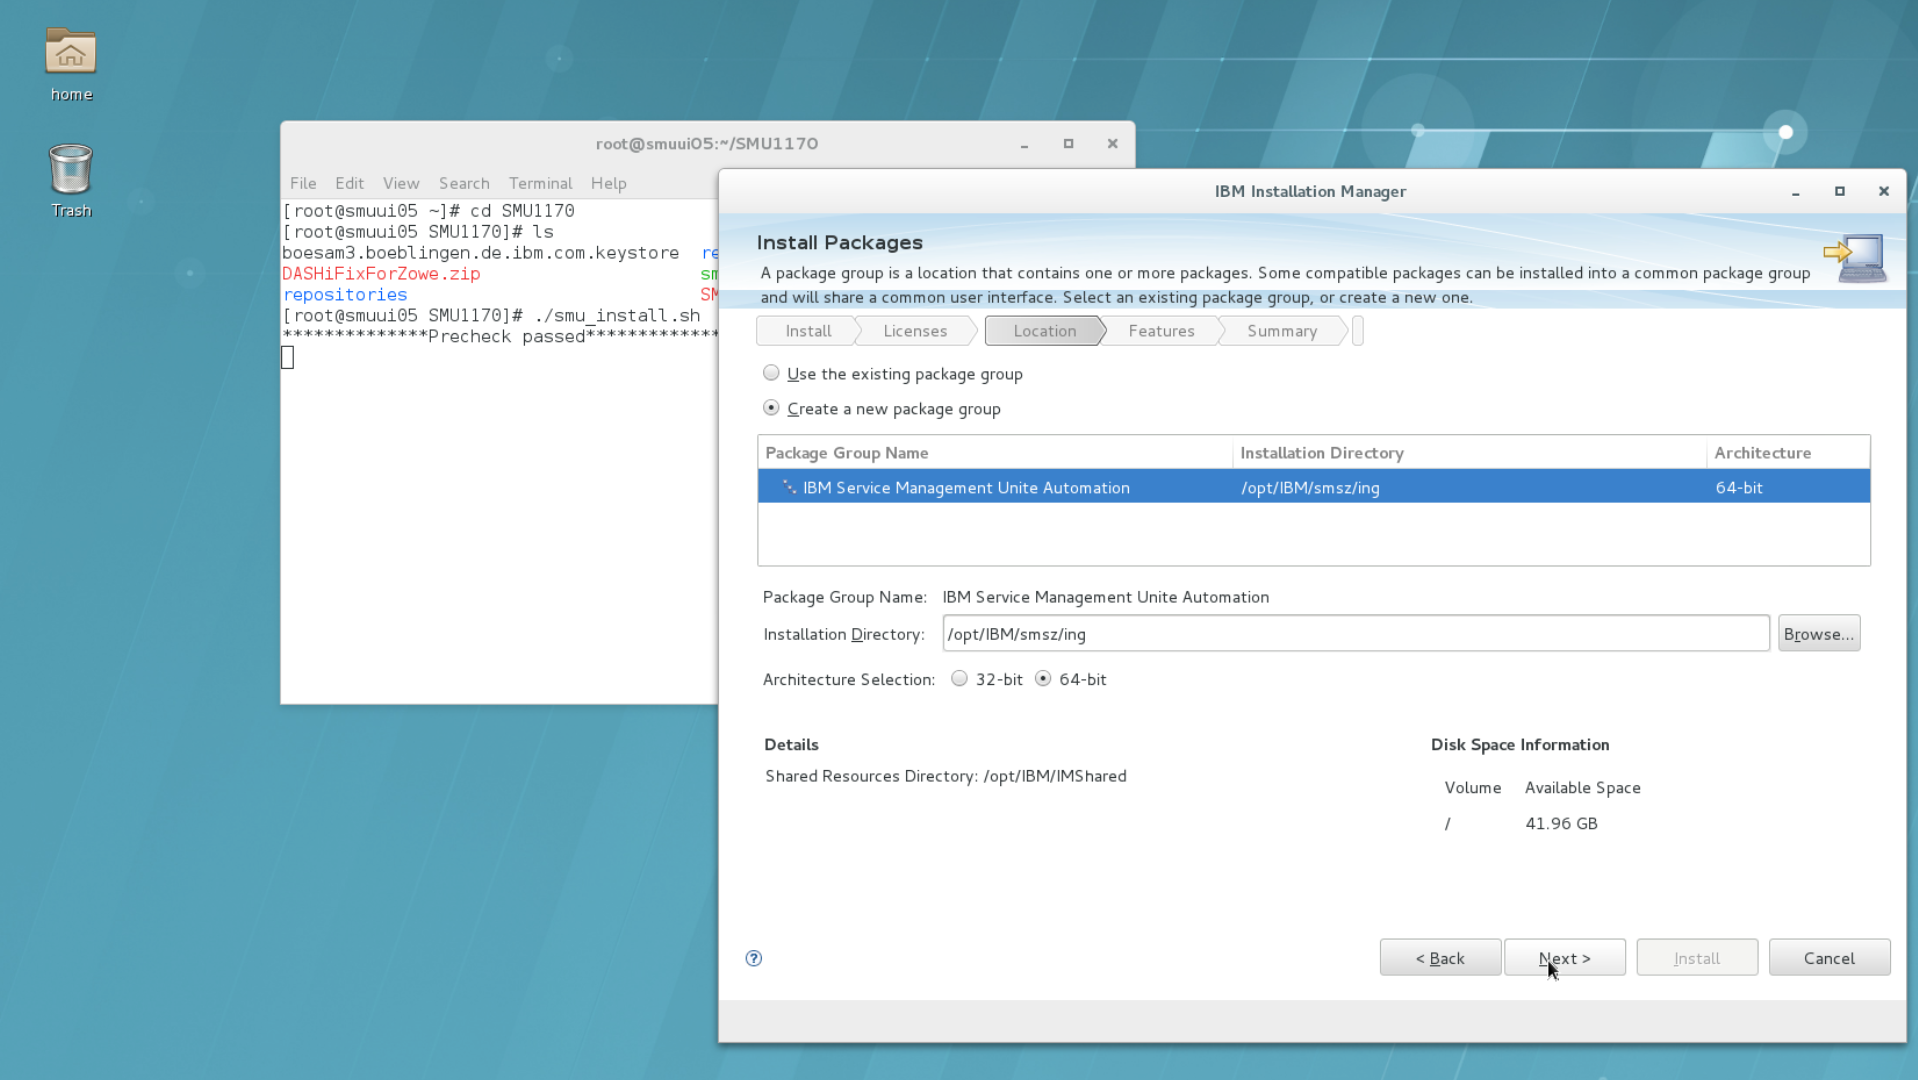 home
Trash
root@smuui05:~/SMU1170
File Edit View Search Terminal Help
[root@smuui05 ~]# cd SMU1170
[root@smuui05 SMU1170]# ls
boesam3.boeblingen.de.ibm.com.keystore re
DASHiFixForZowe.zip sm
repositories SM
[root@smuui05 SMU1170]# ./smu_install.sh
**************Precheck passed*************
IBM Installation Manager
Install Packages
A package group is a location that contains one or more packages. Some compatible packages can be installed into a common package group
and will share a common user interface. Select an existing package group, or create a new one.
Install Licenses Location Features Summary
Use the existing package group
Create a new package group
Package Group Name Installation Directory Architecture
IBM Service Management Unite Automation /opt/IBM/smsz/ing 64-bit
Package Group Name: IBM Service Management Unite Automation
Installation Directory: /opt/IBM/smsz/ing Browse...
Architecture Selection: 32-bit 64-bit
Details Disk Space Information
Shared Resources Directory: /opt/IBM/IMShared
Volume Available Space
/ 41.96 GB
? < Back Next > Install Cancel